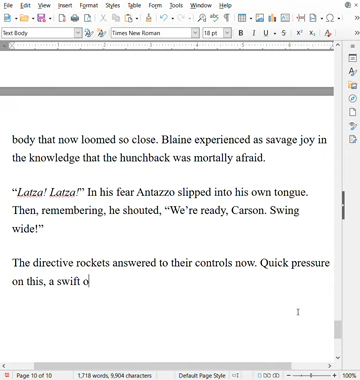 File Edit View Insert Format Styles Table Form Tools Window Help
Text Body Times New Roman 18 pt
body that now loomed so close. Blaine experienced as savage joy in
the knowledge that the hunchback was mortally afraid.
“Latza! Latza!” In his fear Antazzo slipped into his own tongue.
Then, remembering, he shouted, “We’re ready, Carson. Swing
wide!”
The directive rockets answered to their controls now. Quick pressure
on this, a swift o
Page 10 of 10 1,718 words, 9,904 characters Default Page Style 100%